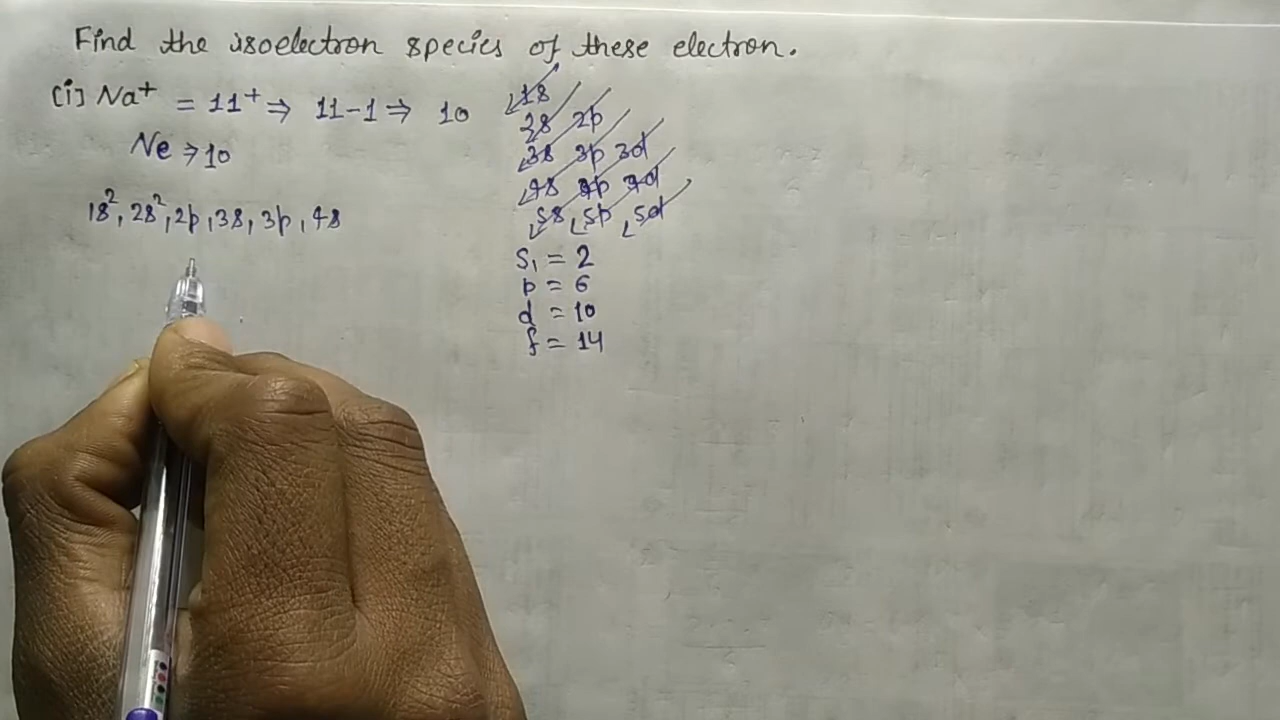 Find the isoelectron species of these electron.
(i) Na⁺ = 11⁺ ⇒ 11-1 ⇒ 10
Ne ⇒ 10
1s², 2s², 2p, 3s, 3p, 4s
1s
2s 2p
3s 3p 3d
4s 4p 4d
5s 5p 5d
S, = 2
p = 6
d = 10
f = 14